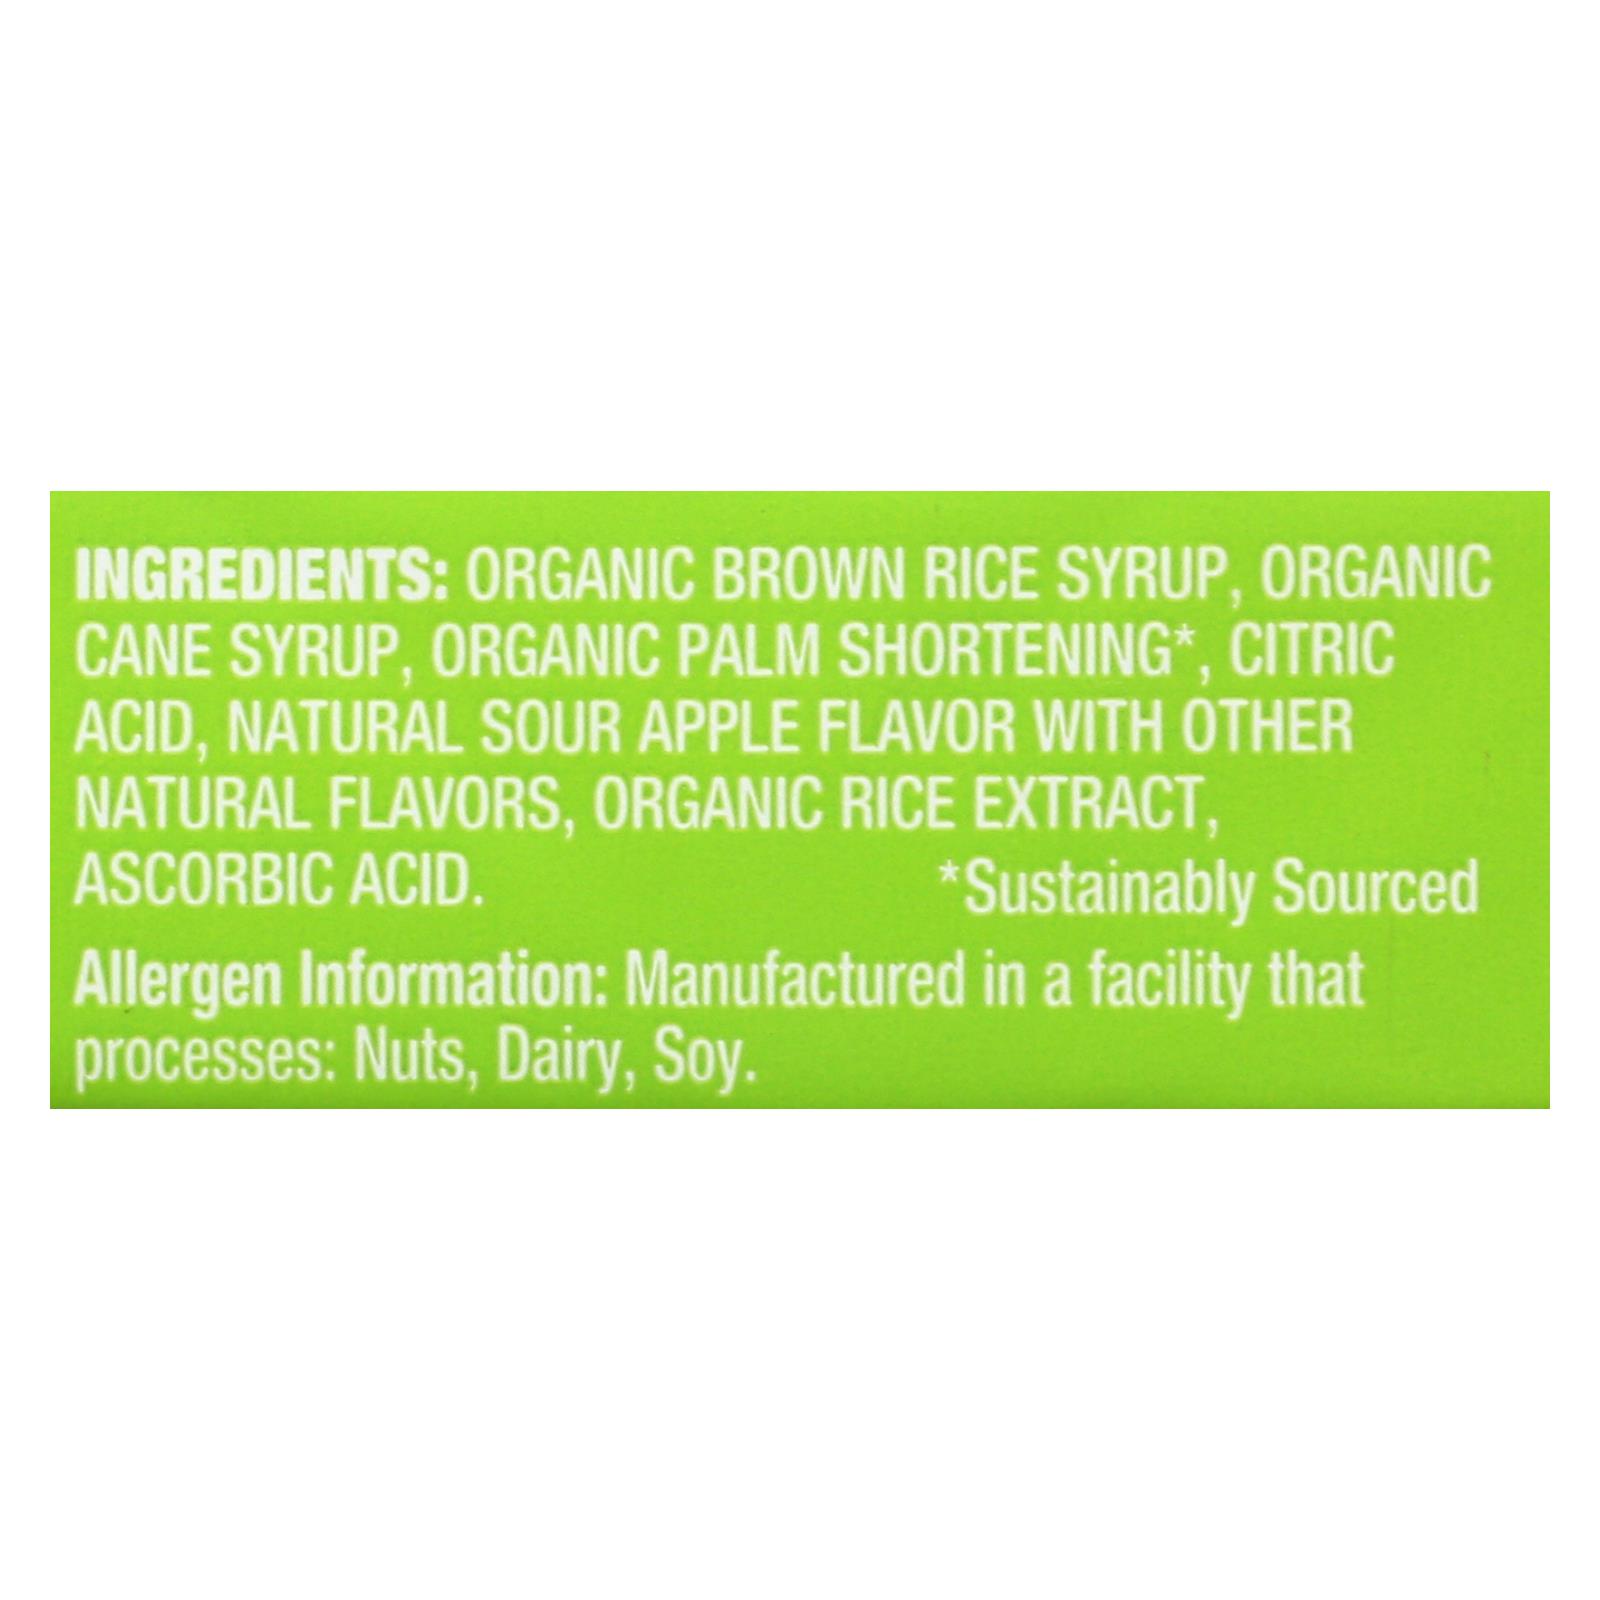 INGREDIENTS: ORGANIC BROWN RICE SYRUP, ORGANIC
CANE SYRUP, ORGANIC PALM SHORTENING*, CITRIC
ACID, NATURAL SOUR APPLE FLAVOR WITH OTHER
NATURAL FLAVORS, ORGANIC RICE EXTRACT,
ASCORBIC ACID. *Sustainably Sourced
Allergen Information: Manufactured in a facility that
processes: Nuts, Dairy, Soy.